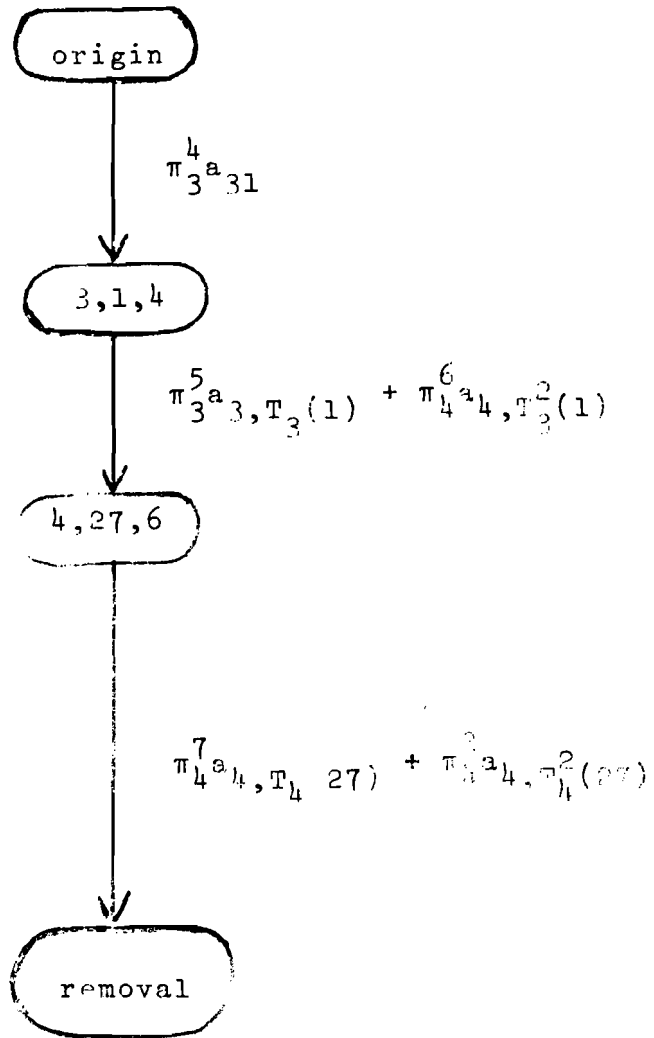 origin
π₃⁴a₃₁
3,1,4
π₃⁵a₃,T₃(1) + π₄⁶a₄,T₃²(1)
4,27,6
π₄⁷a₄,T₄ 27) + a₄,
removal